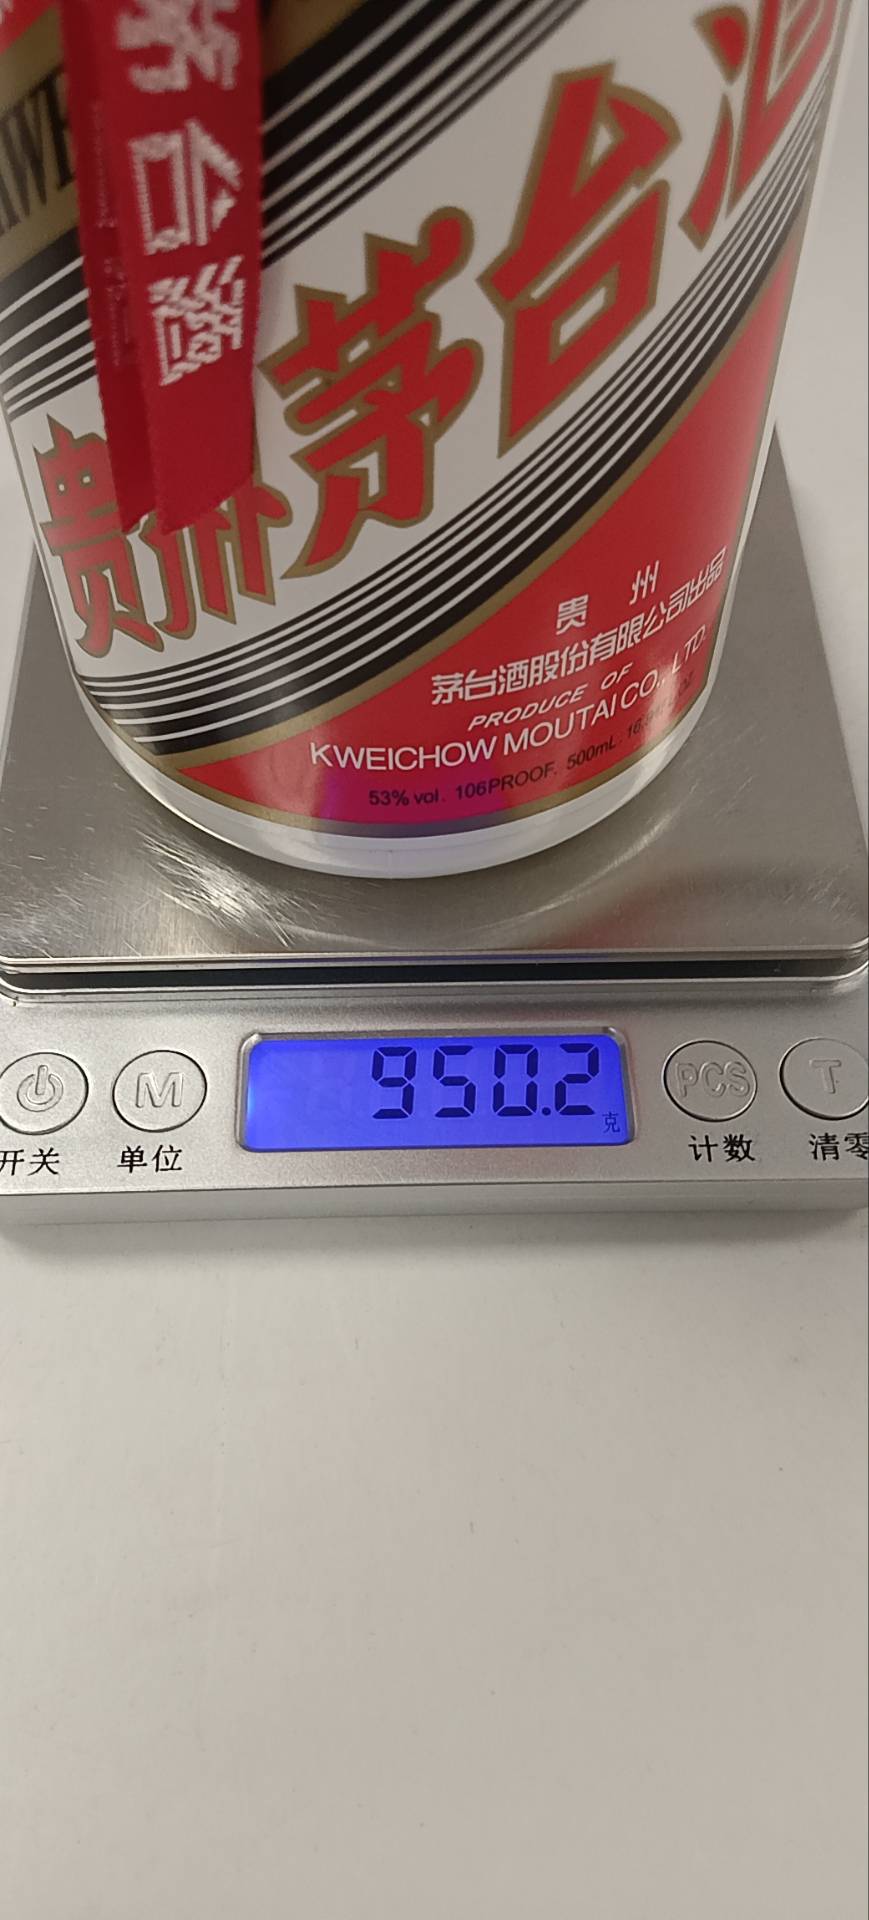 茅台酒
贵州茅台酒
贵州
茅台酒股份有限公司出品
PRODUCE OF
KWEICHOW MOUTAI CO., LTD.
53% vol. 106PROOF. 500mL.
950.2
克
M
PCS
T
开关
单位
计数
清零